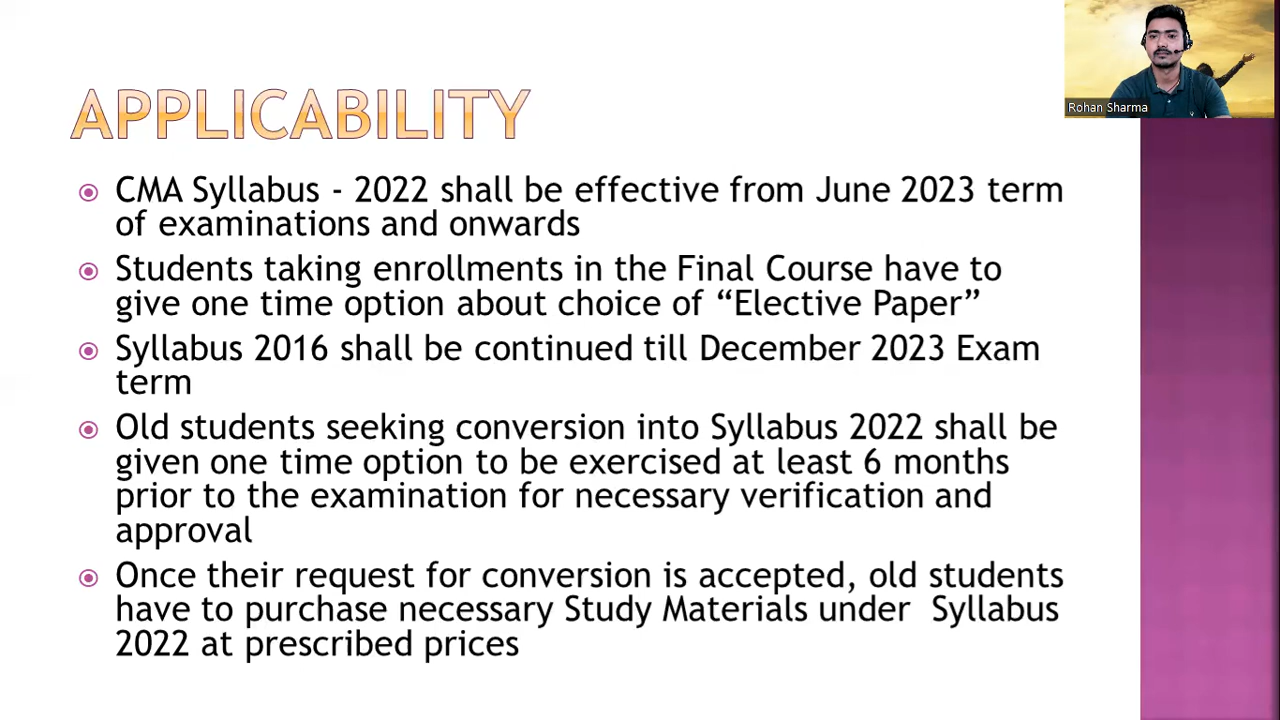 Rohan Sharma
APPLICABILITY
CMA Syllabus - 2022 shall be effective from June 2023 term
of examinations and onwards
Students taking enrollments in the Final Course have to
give one time option about choice of “Elective Paper”
Syllabus 2016 shall be continued till December 2023 Exam
term
Old students seeking conversion into Syllabus 2022 shall be
given one time option to be exercised at least 6 months
prior to the examination for necessary verification and
approval
Once their request for conversion is accepted, old students
have to purchase necessary Study Materials under  Syllabus
2022 at prescribed prices